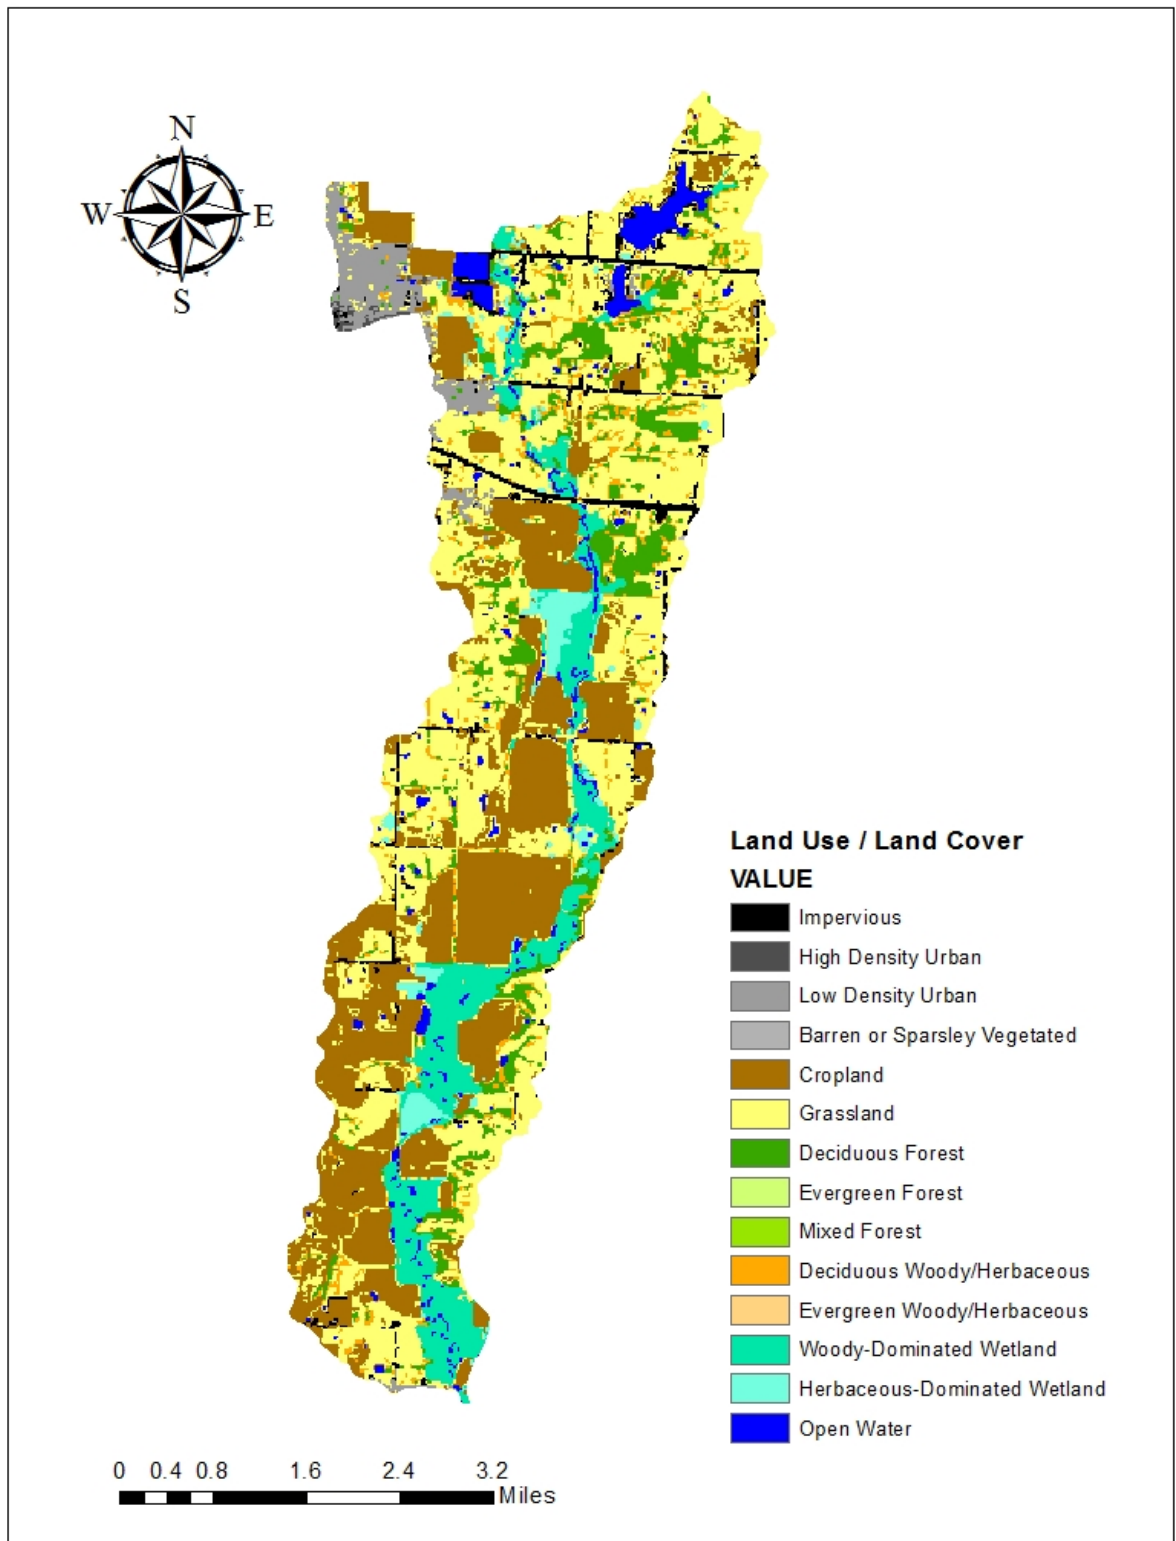 N
W E
S
Land Use / Land Cover
VALUE
Impervious
High Density Urban
Low Density Urban
Barren or Sparsley Vegetated
Cropland
Grassland
Deciduous Forest
Evergreen Forest
Mixed Forest
Deciduous Woody/Herbaceous
Evergreen Woody/Herbaceous
Woody-Dominated Wetland
Herbaceous-Dominated Wetland
Open Water
0 0.4 0.8 1.6 2.4 3.2
Miles